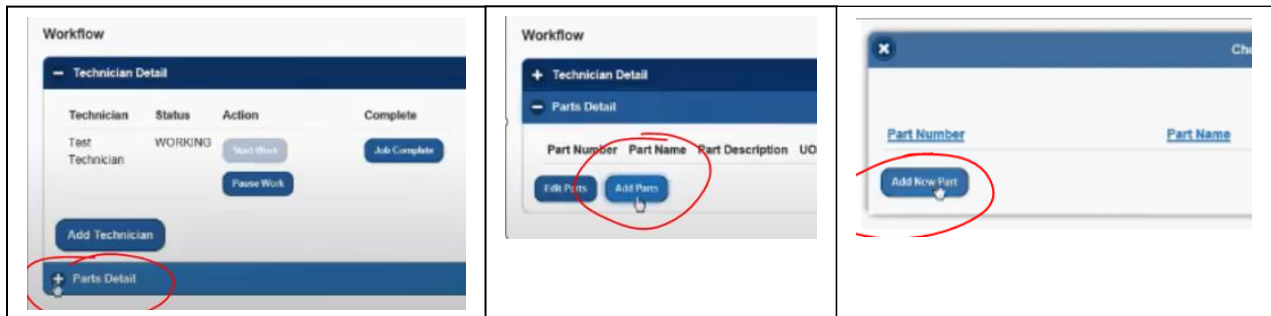 Workflow
Technician Detail
Technician Status Action Complete
Test Technician WORKING Start Work Job Complete
Pause Work
Add Technician
Parts Detail
Workflow
Technician Detail
Parts Detail
Part Number Part Name Part Description UO
Edit Parts Add Parts
Cho
Part Number Part Name
Add New Part